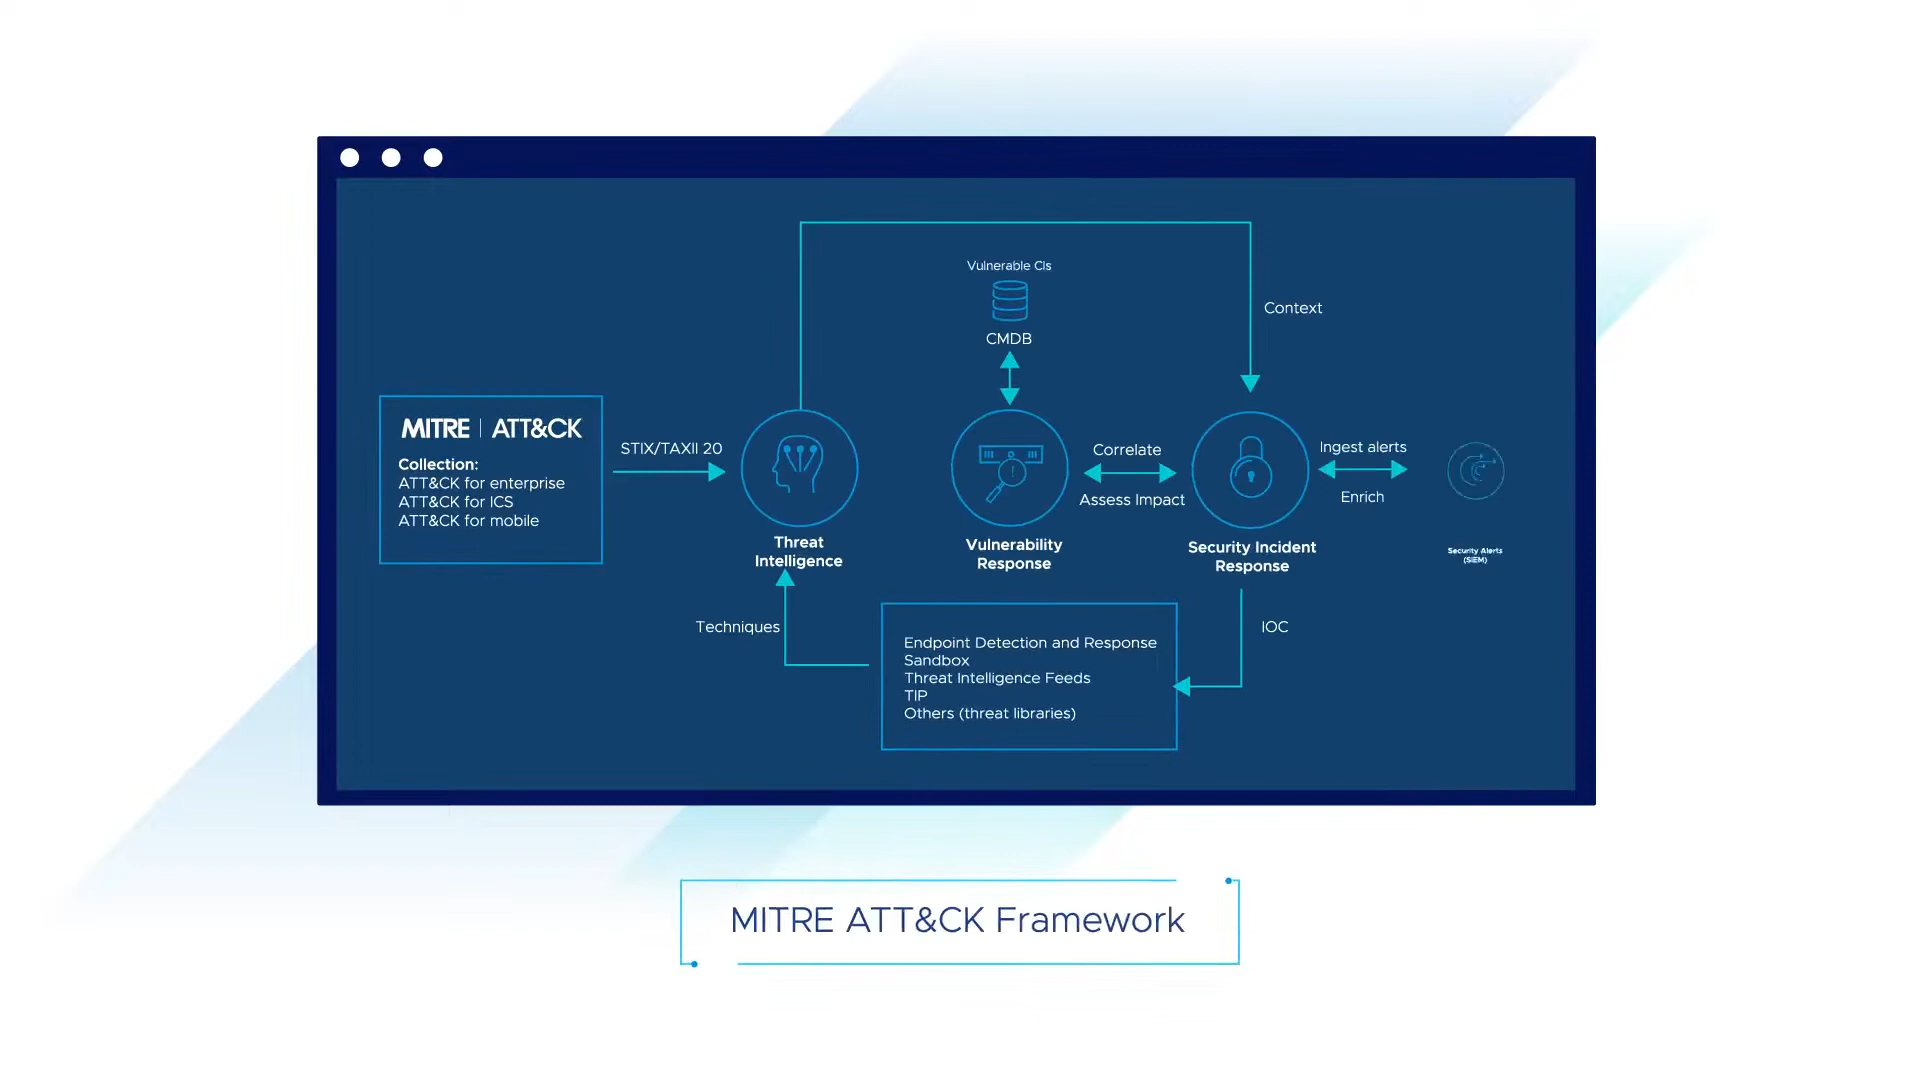 Vulnerable CIs
CMDB
Context
MITRE | ATT&CK
Collection:
ATT&CK for enterprise
ATT&CK for ICS
ATT&CK for mobile
STIX/TAXII 20
Threat
Intelligence
Vulnerability
Response
Correlate
Assess Impact
Security Incident
Response
Ingest alerts
Enrich
Security Alerts
(SIEM)
Techniques
Endpoint Detection and Response
Sandbox
Threat Intelligence Feeds
TIP
Others (threat libraries)
IOC
MITRE ATT&CK Framework